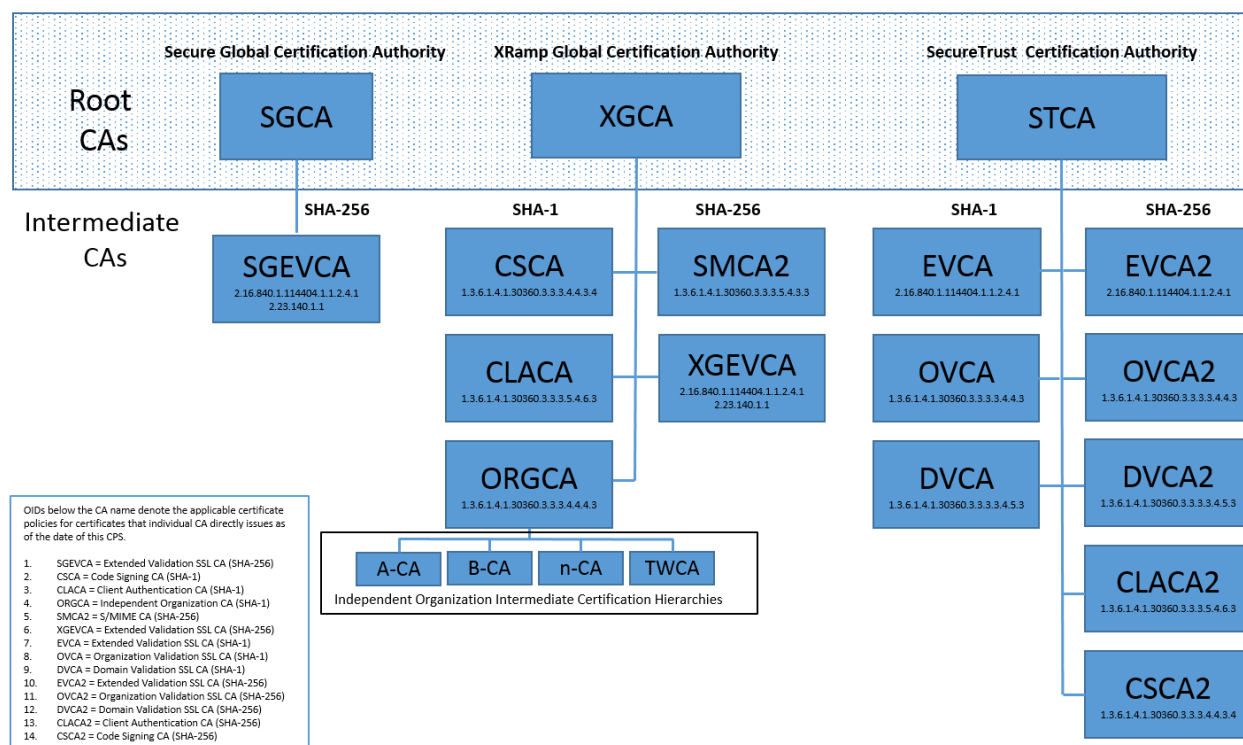 Secure Global Certification Authority
XRamp Global Certification Authority
SecureTrust Certification Authority
Root
CAs
SGCA
XGCA
STCA
Intermediate
CAs
SHA-256
SHA-1
SHA-256
SHA-1
SHA-256
SGEVCA
2.16.840.1.114404.1.1.2.4.1
2.23.140.1.1
CSCA
1.3.6.1.4.1.30360.3.3.3.4.4.3.4
SMCA2
1.3.6.1.4.1.30360.3.3.3.5.4.3.3
EVCA
2.16.840.1.114404.1.1.2.4.1
EVCA2
2.16.840.1.114404.1.1.2.4.1
CLACA
1.3.6.1.4.1.30360.3.3.3.5.4.6.3
XGEVCA
2.16.840.1.114404.1.1.2.4.1
2.23.140.1.1
OVCA
1.3.6.1.4.1.30360.3.3.3.3.4.4.3
OVCA2
1.3.6.1.4.1.30360.3.3.3.3.4.4.3
ORGCA
1.3.6.1.4.1.30360.3.3.3.4.4.4.3
DVCA
1.3.6.1.4.1.30360.3.3.3.3.4.5.3
DVCA2
1.3.6.1.4.1.30360.3.3.3.3.4.5.3
A-CA
B-CA
n-CA
TWCA
Independent Organization Intermediate Certification Hierarchies
CLACA2
1.3.6.1.4.1.30360.3.3.3.5.4.6.3
CSCA2
1.3.6.1.4.1.30360.3.3.3.4.4.3.4
OIDs below the CA name denote the applicable certificate
policies for certificates that individual CA directly issues as
of the date of this CPS.
1. SGEVCA = Extended Validation SSL CA (SHA-256)
2. CSCA = Code Signing CA (SHA-1)
3. CLACA = Client Authentication CA (SHA-1)
4. ORGCA = Independent Organization CA (SHA-1)
5. SMCA2 = S/MIME CA (SHA-256)
6. XGEVCA = Extended Validation SSL CA (SHA-256)
7. EVCA = Extended Validation SSL CA (SHA-1)
8. OVCA = Organization Validation SSL CA (SHA-1)
9. DVCA = Domain Validation SSL CA (SHA-1)
10. EVCA2 = Extended Validation SSL CA (SHA-256)
11. OVCA2 = Organization Validation SSL CA (SHA-256)
12. DVCA2 = Domain Validation SSL CA (SHA-256)
13. CLACA2 = Client Authentication CA (SHA-256)
14. CSCA2 = Code Signing CA (SHA-256)